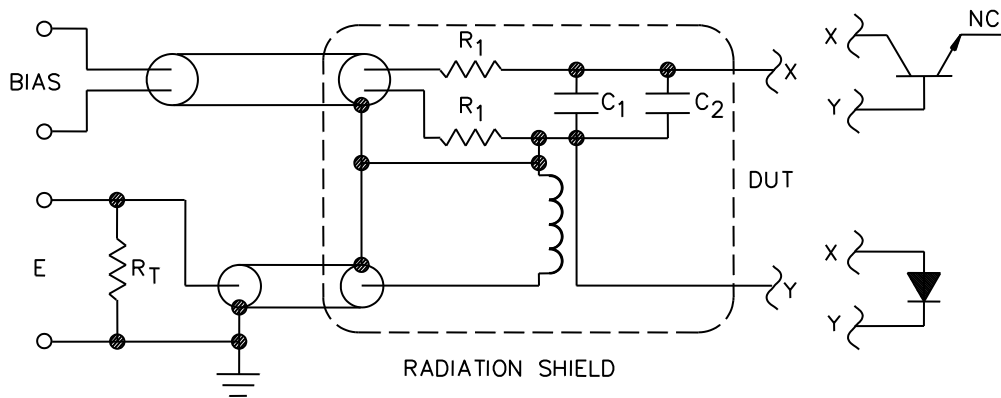 NC
R1
X
X
BIAS
C1
C2
R1
Y
DUT
X
E
RT
Y
Y
RADIATION SHIELD